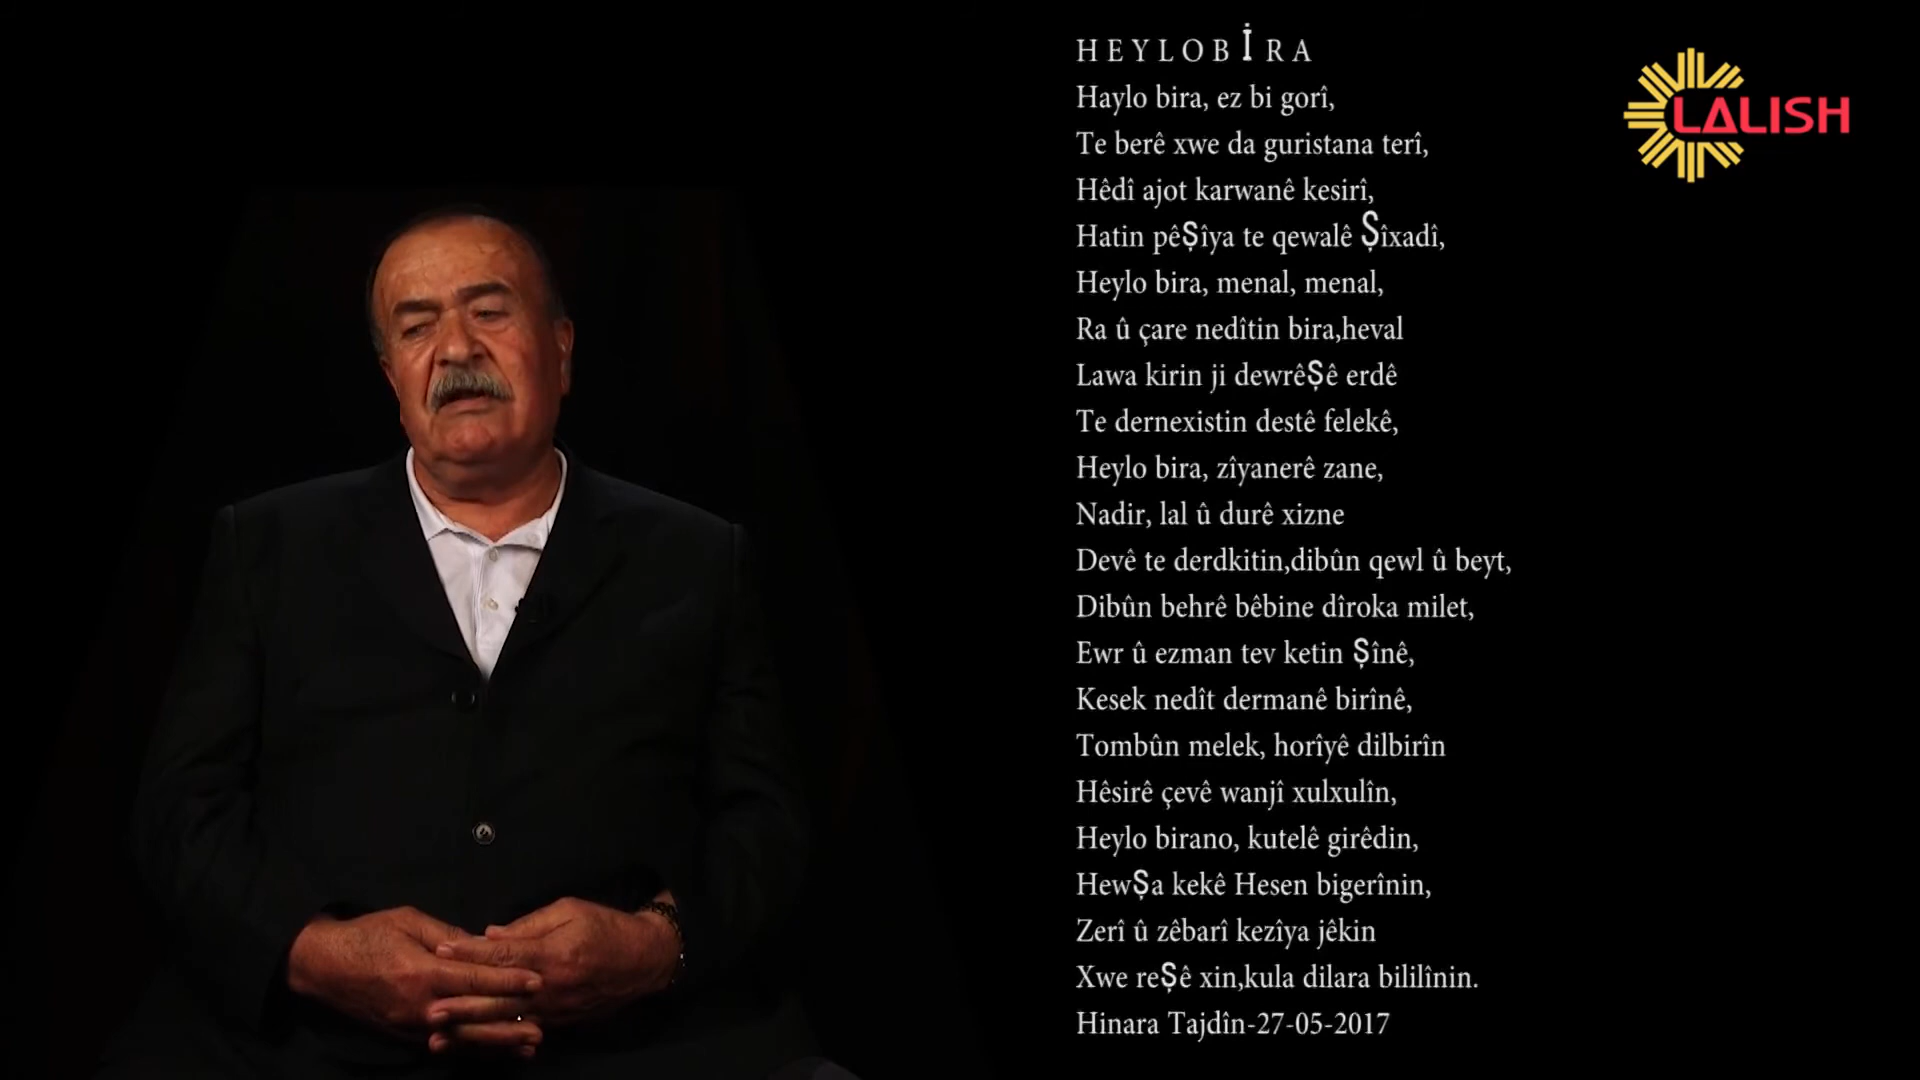 HEYLOBİRA
Haylo bira, ez bi gorî,
Te berê xwe da guristana terî,
Hêdî ajot karwanê kesirî,
Hatin pêşîya te qewalê Şîxadî,
Heylo bira, menal, menal,
Ra û çare nedîtin bira,heval
Lawa kirin ji dewrêşê erdê
Te dernexistin destê felekê,
Heylo bira, zîyanerê zane,
Nadir, lal û durê xizne
Devê te derdkitin,dibûn qewl û beyt,
Dibûn behrê bêbine dîroka milet,
Ewr û ezman tev ketin şînê,
Kesek nedît dermanê birînê,
Tombûn melek, horîyê dilbirîn
Hêsirê çevê wanjî xulxulîn,
Heylo birano, kutelê girêdin,
Hewşa kekê Hesen bigerînin,
Zerî û zêbarî kezîya jêkin
Xwe reşê xin,kula dilara bililînin.
Hinara Tajdîn-27-05-2017
LALISH